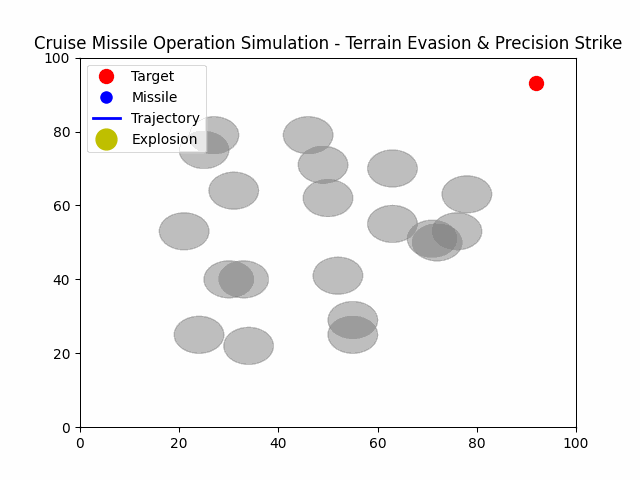 Cruise Missile Operation Simulation - Terrain Evasion & Precision Strike
Target
Missile
Trajectory
Explosion
100
80
60
40
20
0
0 20 40 60 80 100